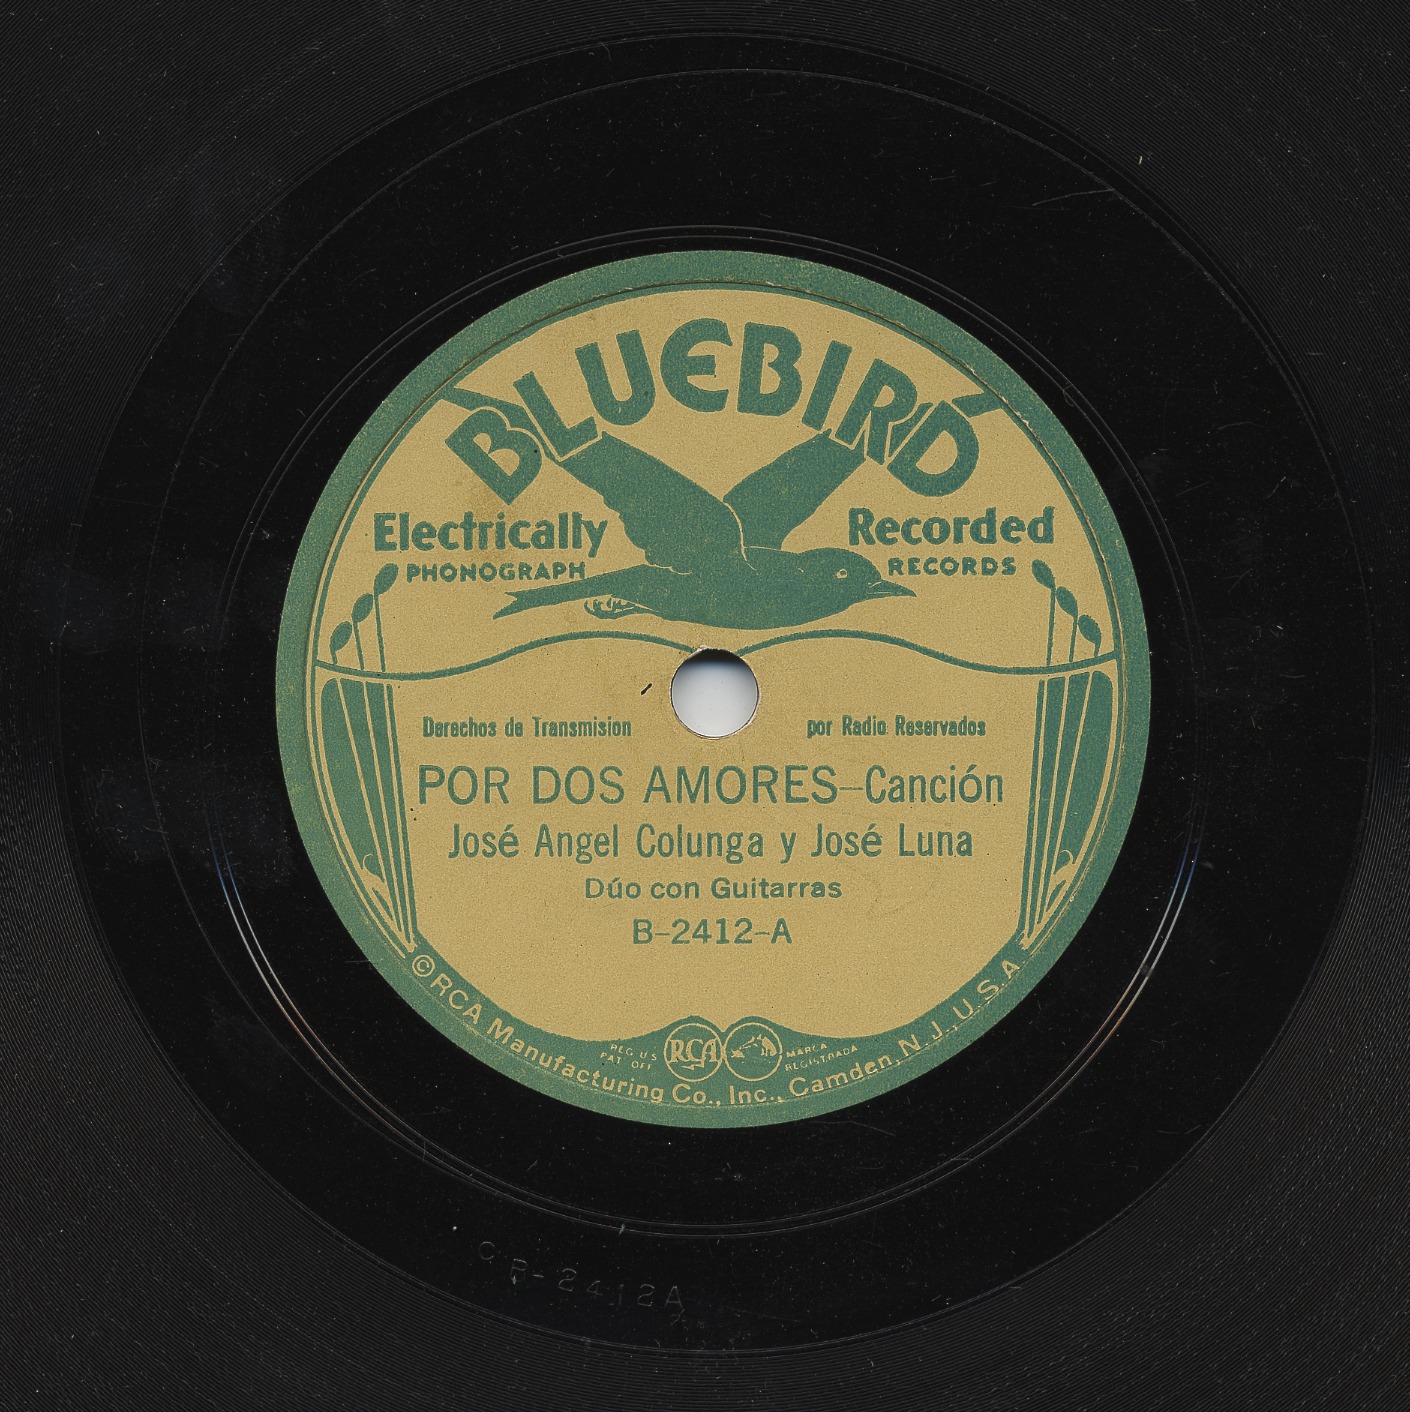 BLUEBIRD
Electrically Recorded
PHONOGRAPH RECORDS
Derechos de Transmision por Radio Reservados
POR DOS AMORES—Canción
José Angel Colunga y José Luna
Dúo con Guitarras
B-2412-A
REG U S
PAT OFF
RCA
MARCA
REGISTRADA
©RCA Manufacturing Co., Inc., Camden, N.J., U.S.A
B-2412A